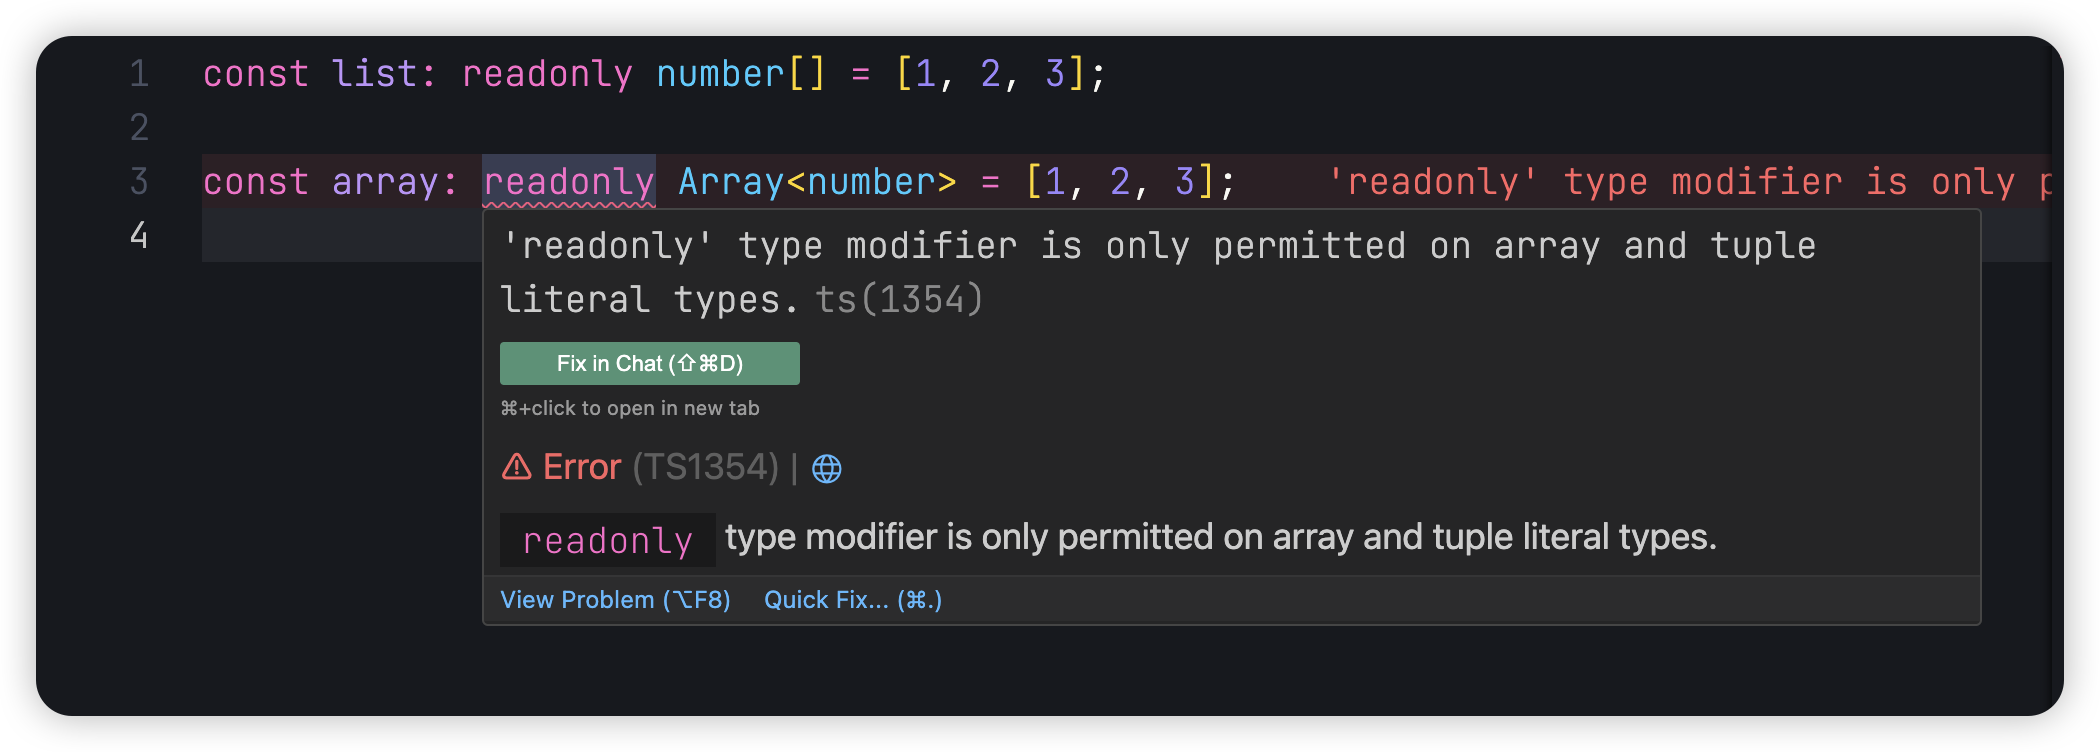 1 const list: readonly number[] = [1, 2, 3];
2
3 const array: readonly Array<number> = [1, 2, 3]; 'readonly' type modifier is only p
4
'readonly' type modifier is only permitted on array and tuple
literal types. ts(1354)
Fix in Chat (⇧⌘D)
⌘+click to open in new tab
Error (TS1354) |
readonly type modifier is only permitted on array and tuple literal types.
View Problem (⌥F8) Quick Fix... (⌘.)